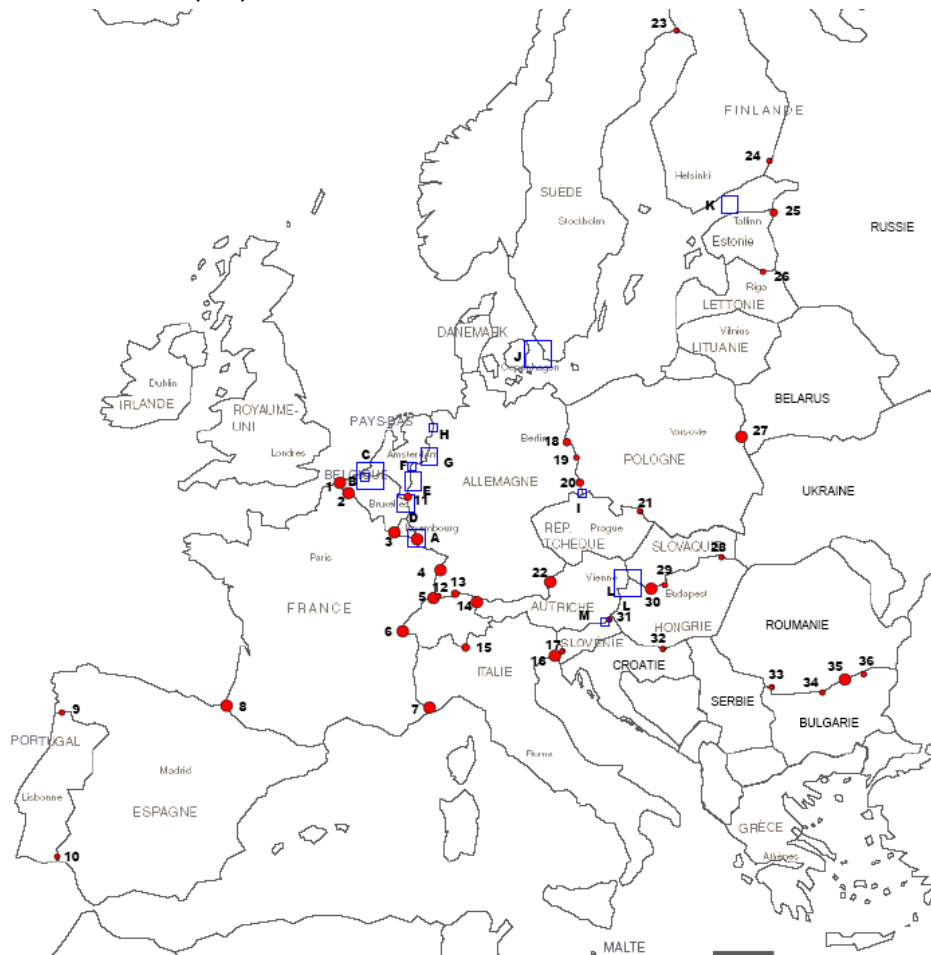 23
FINLANDE
24
Helsinki
SUÈDE
K
Stockholm
Tallinn
25
RUSSIE
Estonie
26
Riga
LETTONIE
DANEMARK
Vilnius
LITUANIE
J
Copenhagen
Dublin
IRLANDE
ROYAUME-
UNI
BELARUS
PAYS-BAS
H
Varsovie
27
Berlin
18
Londres
C
Amsterdam
G
19
POLOGNE
F
BELGIQUE
B
1
ALLEMAGNE
20
E
UKRAINE
2
Bruxelles
11
I
21
D
Luxembourg
RÉP.
TCHEQUE
Prague
3
A
SLOVAQUIE
Paris
28
4
22
Vienne
29
12
13
L
30
Budapest
5
14
AUTRICHE
L
FRANCE
M
31
HONGRIE
ROUMANIE
6
15
17
SLOVÉNIE
32
16
ITALIE
CROATIE
35
36
33
34
8
7
SERBIE
9
BULGARIE
PORTUGAL
Rome
Madrid
Lisbonne
ESPAGNE
GRÈCE
10
Athènes
MALTE